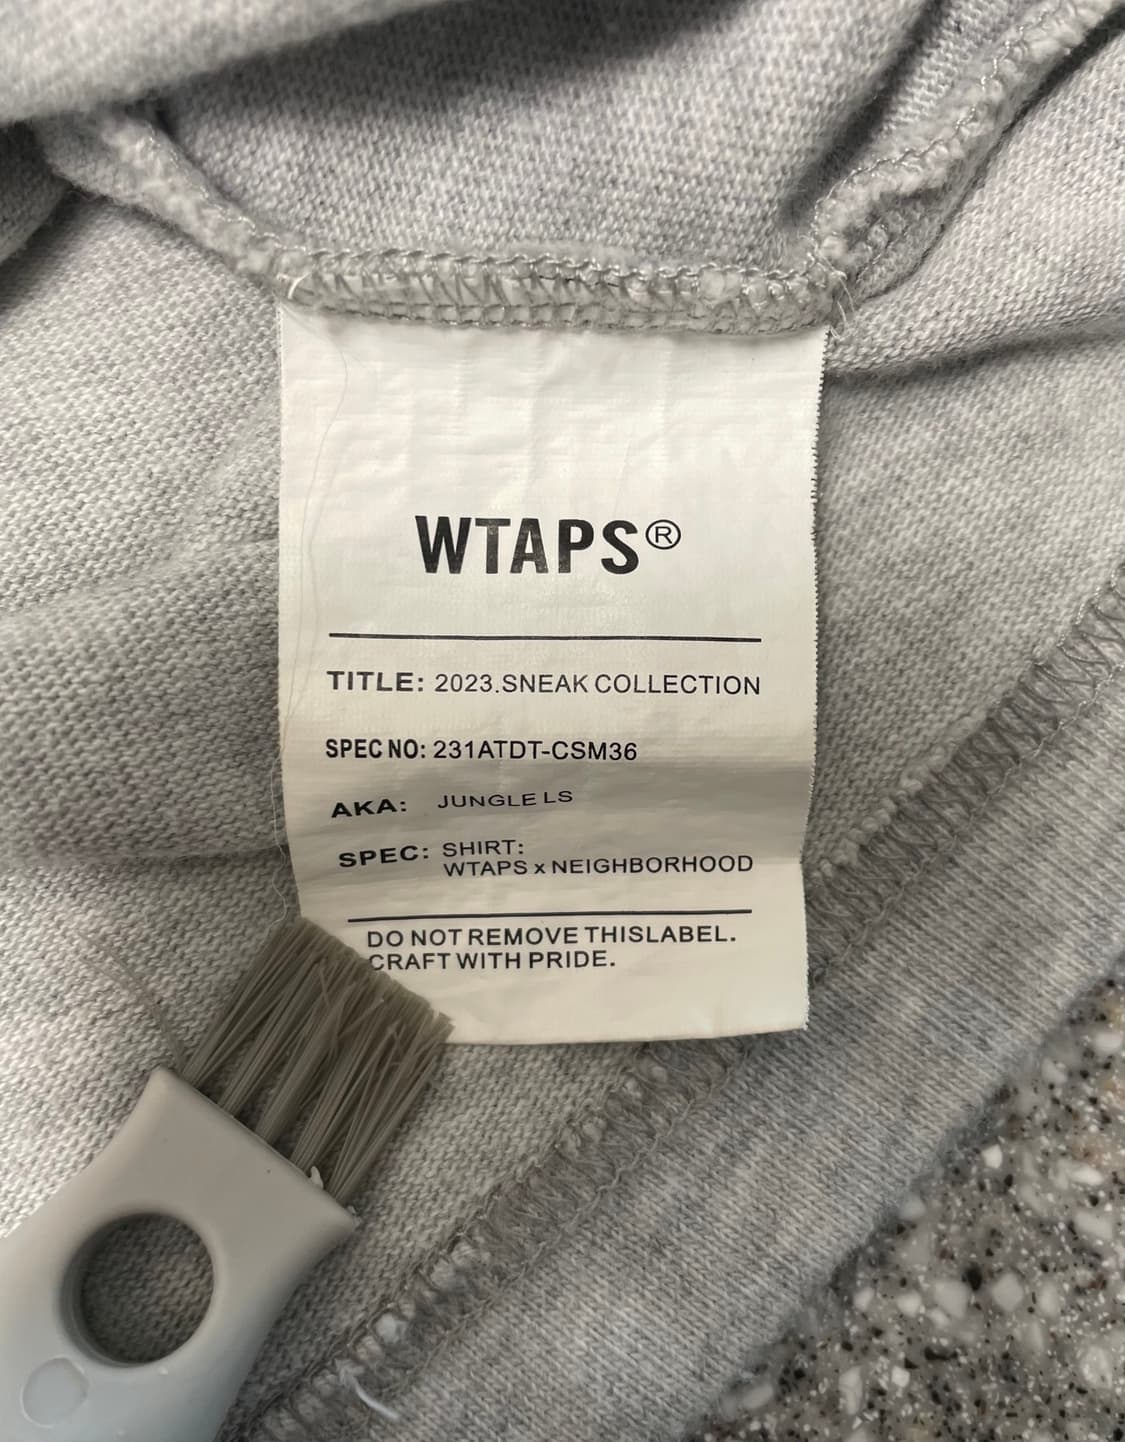 WTAPS®
TITLE: 2023.SNEAK COLLECTION
SPEC NO: 231ATDT-CSM36
AKA: JUNGLE LS
SPEC: SHIRT:
WTAPS x NEIGHBORHOOD
DO NOT REMOVE THISLABEL.
CRAFT WITH PRIDE.